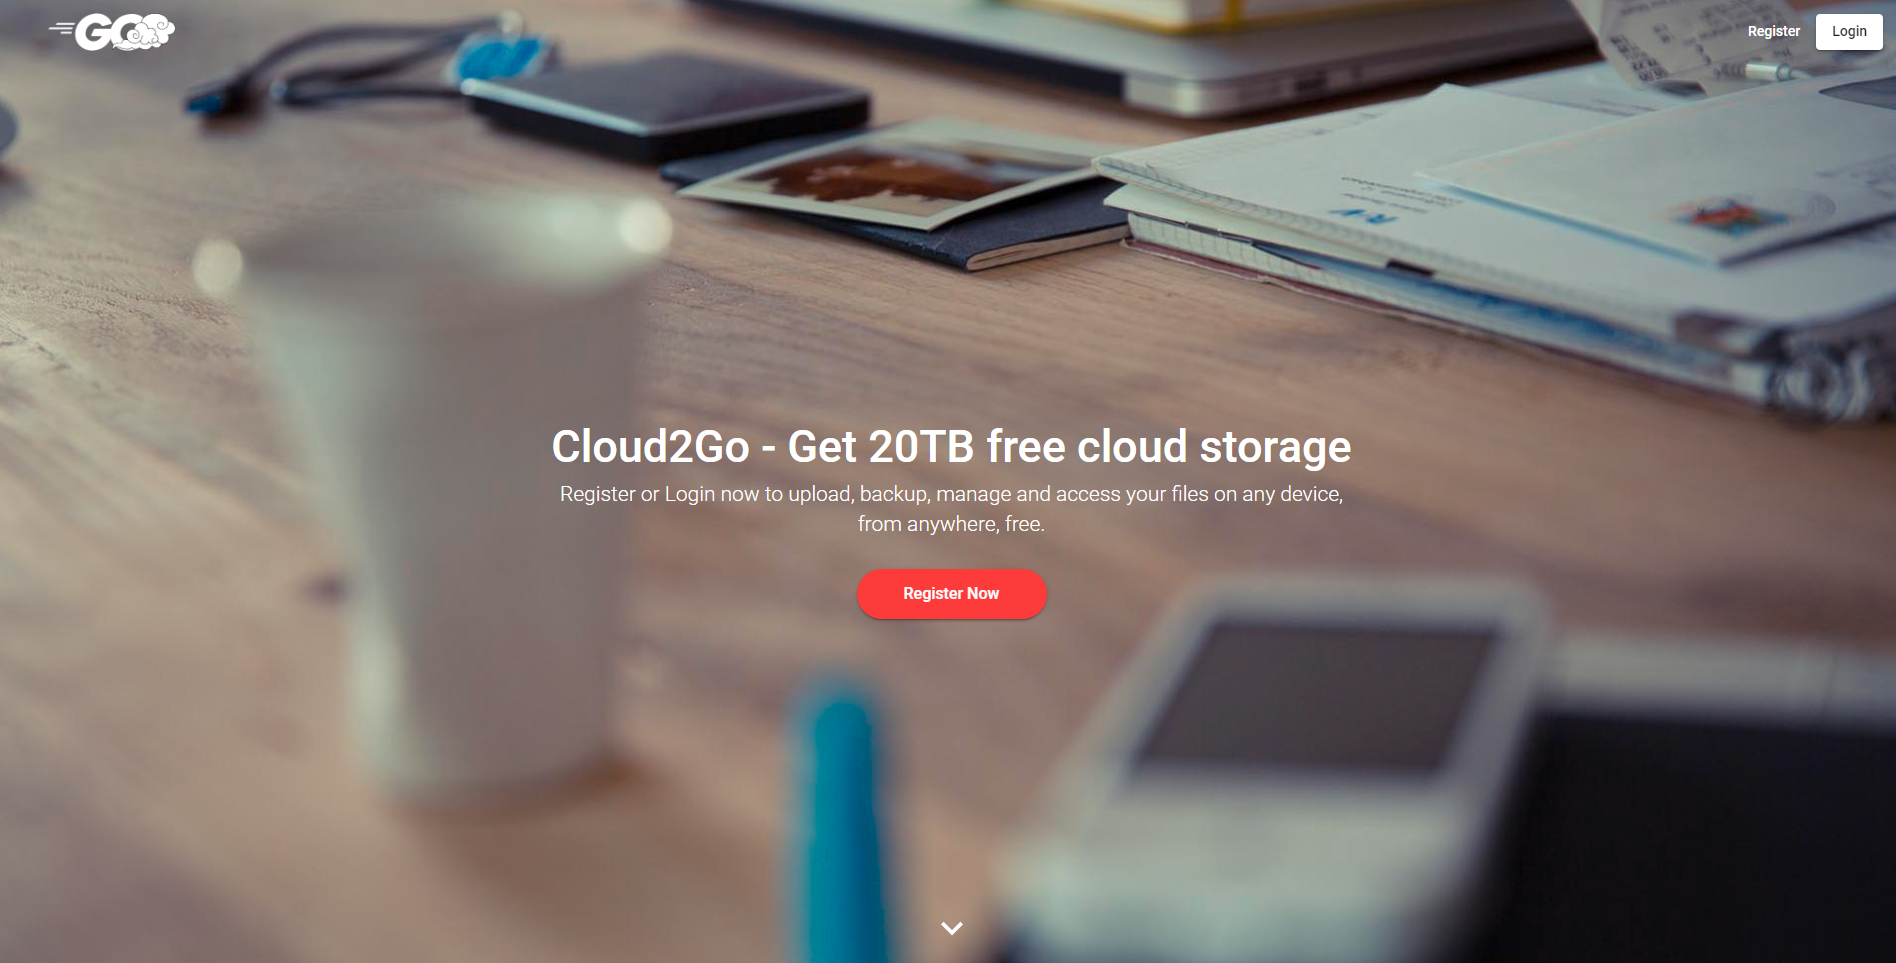 GO
Register
Login
Cloud2Go - Get 20TB free cloud storage
Register or Login now to upload, backup, manage and access your files on any device,
from anywhere, free.
Register Now